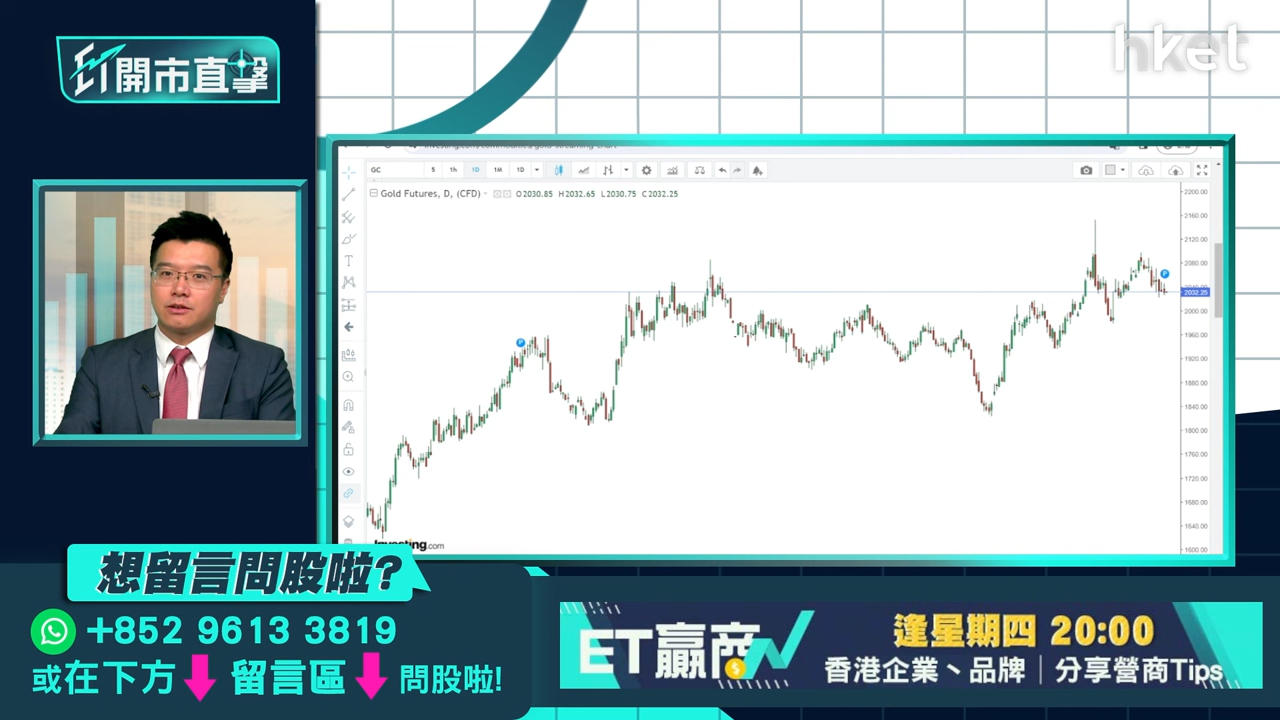 ET開市直擊
hket
GC 5 1h 1D 1M 1D
Gold Futures, D, (CFD) O2030.85 H2032.65 L2030.75 C2032.25
2200.00
2160.00
2120.00
2080.00
2032.25
2000.00
1960.00
1920.00
1880.00
1840.00
1800.00
1760.00
1720.00
1680.00
1640.00
1600.00
P
P
Investing.com
想留言問股啦?
+852 9613 3819
或在下方 留言區 問股啦!
ET贏商
逢星期四 20:00
香港企業、品牌｜分享營商Tips